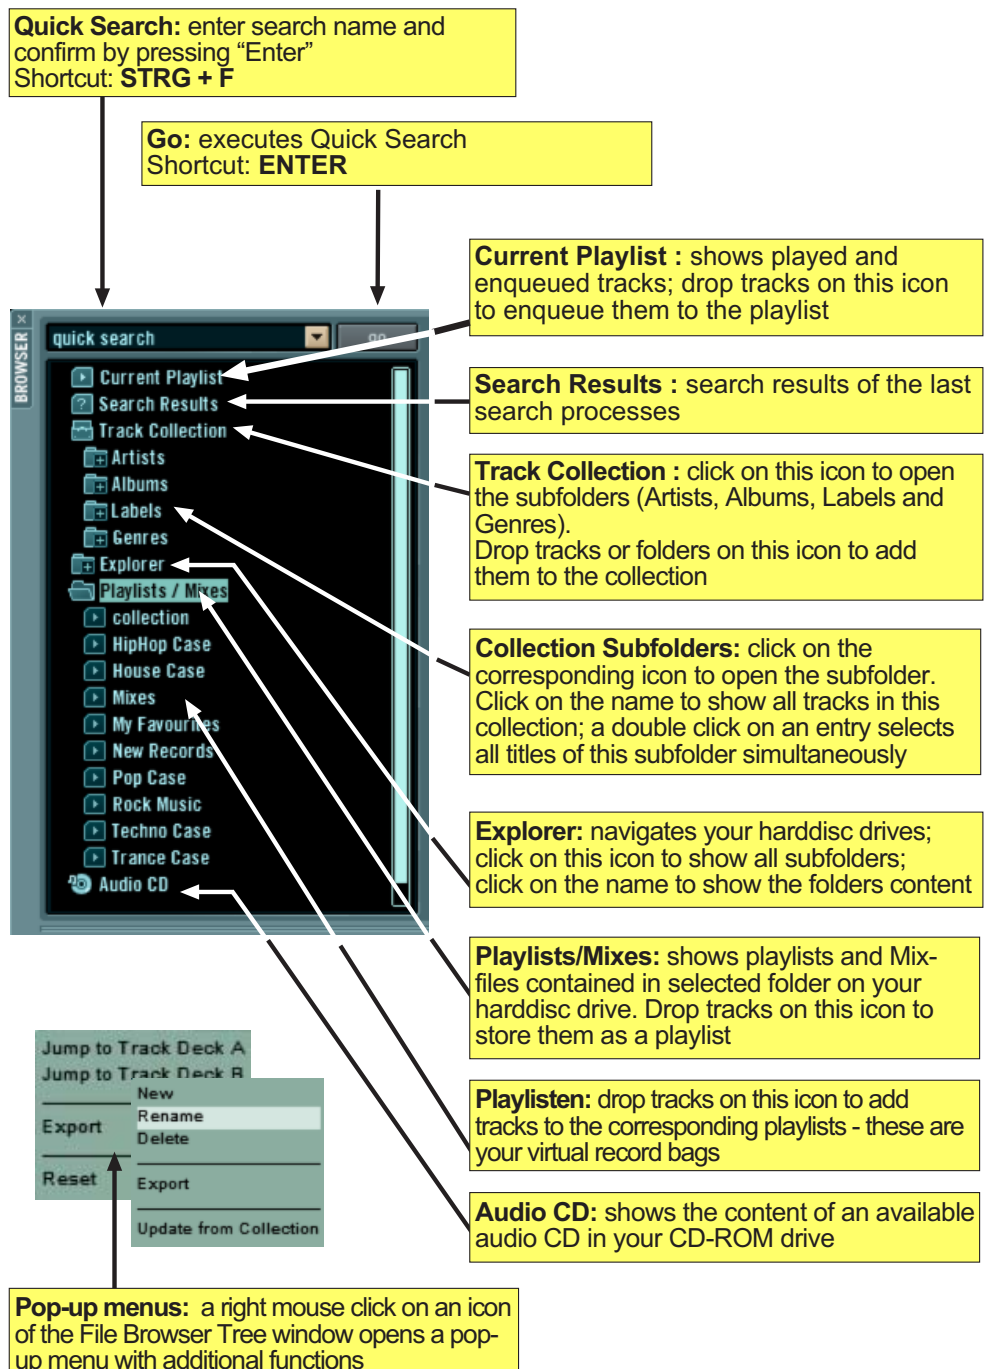 Quick Search: enter search name and
confirm by pressing “Enter”
Shortcut: STRG + F
Go: executes Quick Search
Shortcut: ENTER
Current Playlist : shows played and
enqueued tracks; drop tracks on this icon
to enqueue them to the playlist
BROWSER
quick search
go
Current Playlist
Search Results
Track Collection
Artists
Albums
Labels
Genres
Explorer
Playlists / Mixes
collection
HipHop Case
House Case
Mixes
My Favourites
New Records
Pop Case
Rock Music
Techno Case
Trance Case
Audio CD
Search Results : search results of the last
search processes
Track Collection : click on this icon to open
the subfolders (Artists, Albums, Labels and
Genres).
Drop tracks or folders on this icon to add
them to the collection
Collection Subfolders: click on the
corresponding icon to open the subfolder.
Click on the name to show all tracks in this
collection; a double click on an entry selects
all titles of this subfolder simultaneously
Explorer: navigates your harddisc drives;
click on this icon to show all subfolders;
click on the name to show the folders content
Playlists/Mixes: shows playlists and Mix-
files contained in selected folder on your
harddisc drive. Drop tracks on this icon to
store them as a playlist
Playlisten: drop tracks on this icon to add
tracks to the corresponding playlists - these are
your virtual record bags
Audio CD: shows the content of an available
audio CD in your CD-ROM drive
Jump to Track Deck A
Jump to Track Deck B
Export
Reset
New
Rename
Delete
Export
Update from Collection
Pop-up menus: a right mouse click on an icon
of the File Browser Tree window opens a pop-
up menu with additional functions